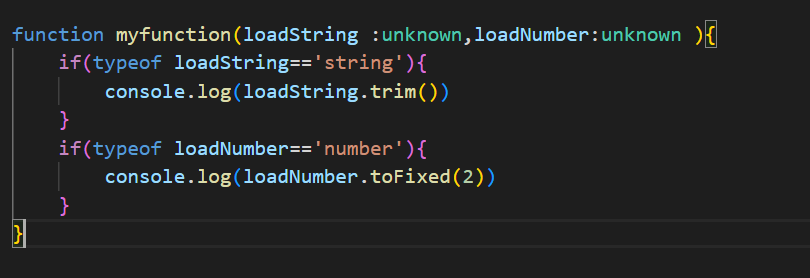 function myfunction(loadString :unknown,loadNumber:unknown ){
    if(typeof loadString=='string'){
        console.log(loadString.trim())
    }
    if(typeof loadNumber=='number'){
        console.log(loadNumber.toFixed(2))
    }
}